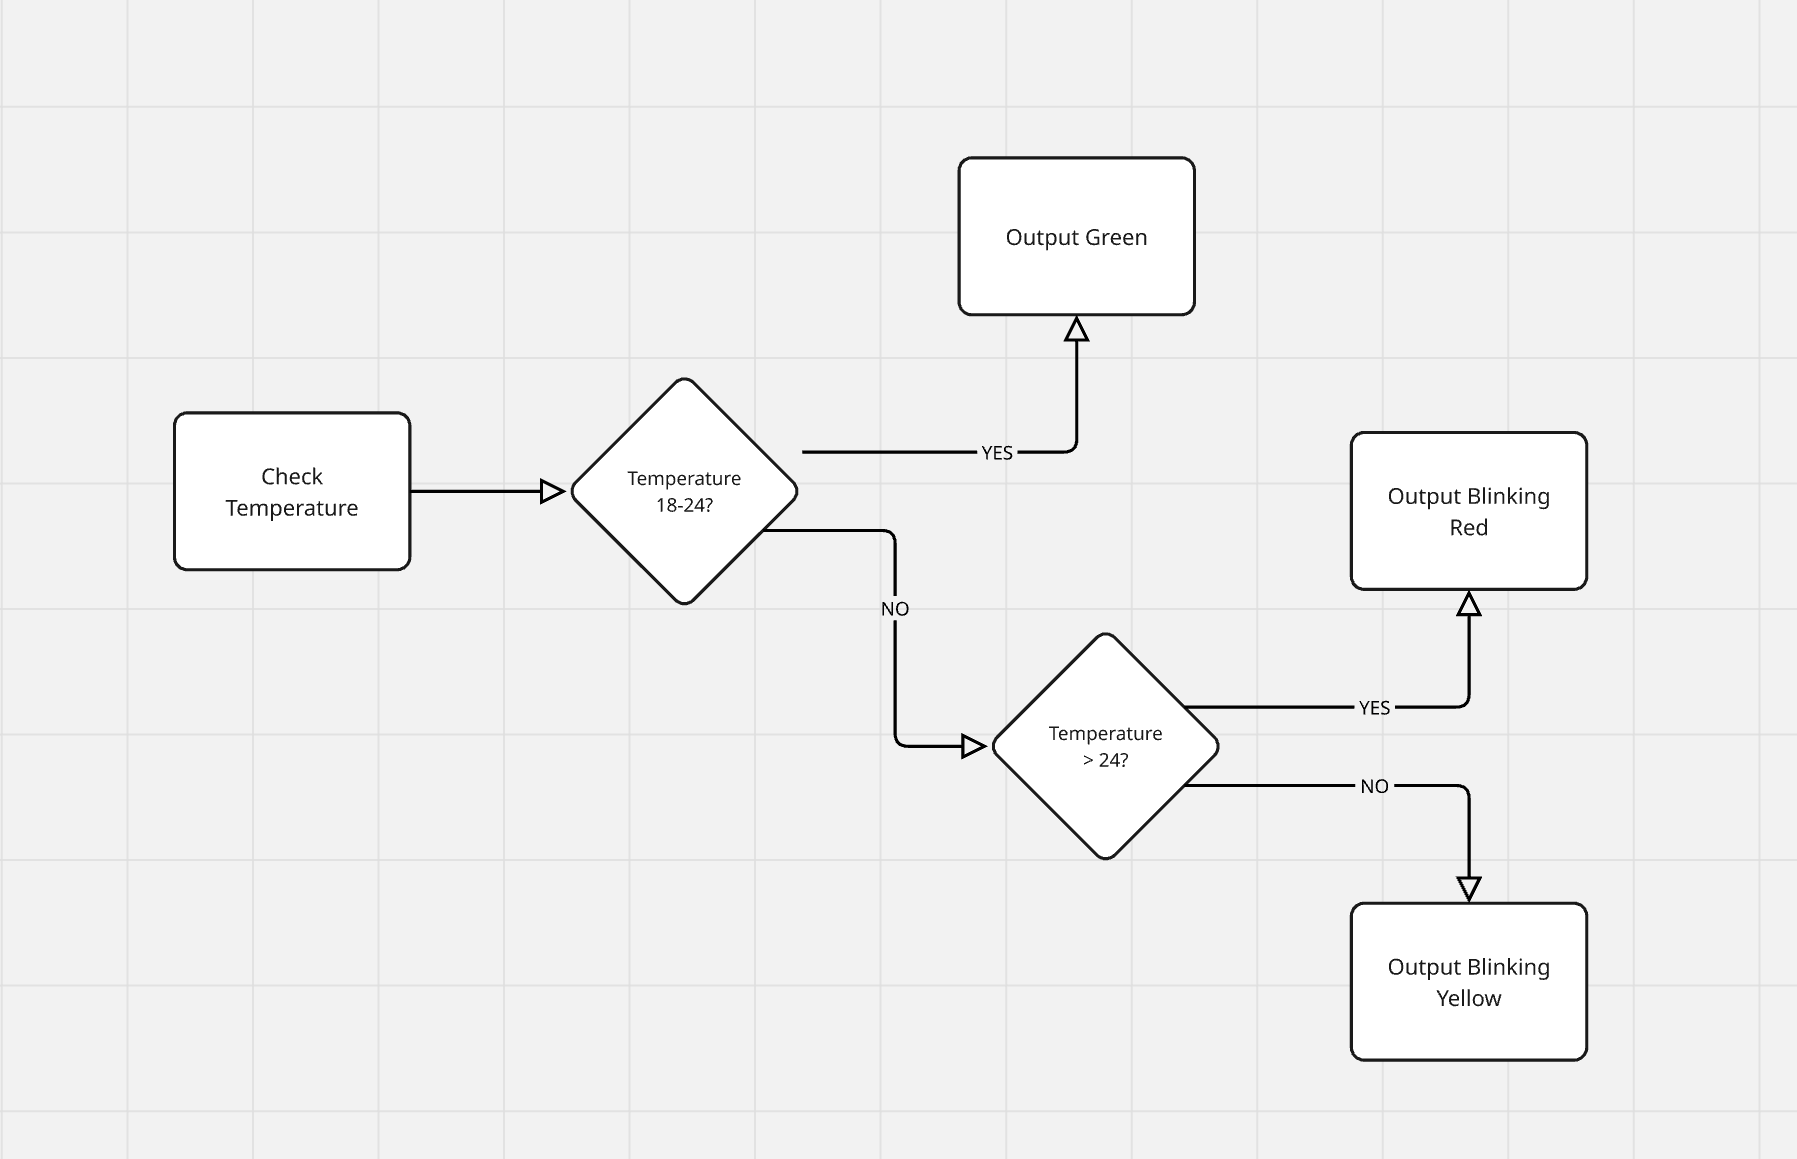 Output Green
Check
Temperature
Temperature
18-24?
YES
NO
Output Blinking
Red
Temperature
> 24?
YES
NO
Output Blinking
Yellow